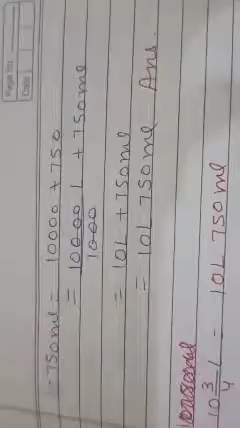 Page No.
Date
750ml = 10000 + 750
= 10000 L + 750ml
1000
= 10L + 750ml
= 10L 750ml Ans.
10 3/4 L = 10L 750ml